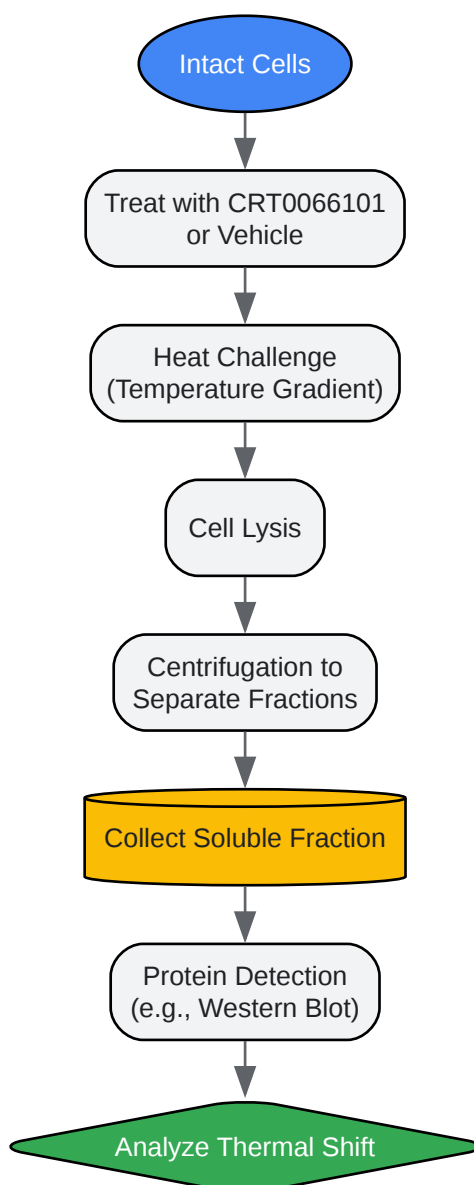 Intact Cells
Treat with CRT0066101
or Vehicle
Heat Challenge
(Temperature Gradient)
Cell Lysis
Centrifugation to
Separate Fractions
Collect Soluble Fraction
Protein Detection
(e.g., Western Blot)
Analyze Thermal Shift